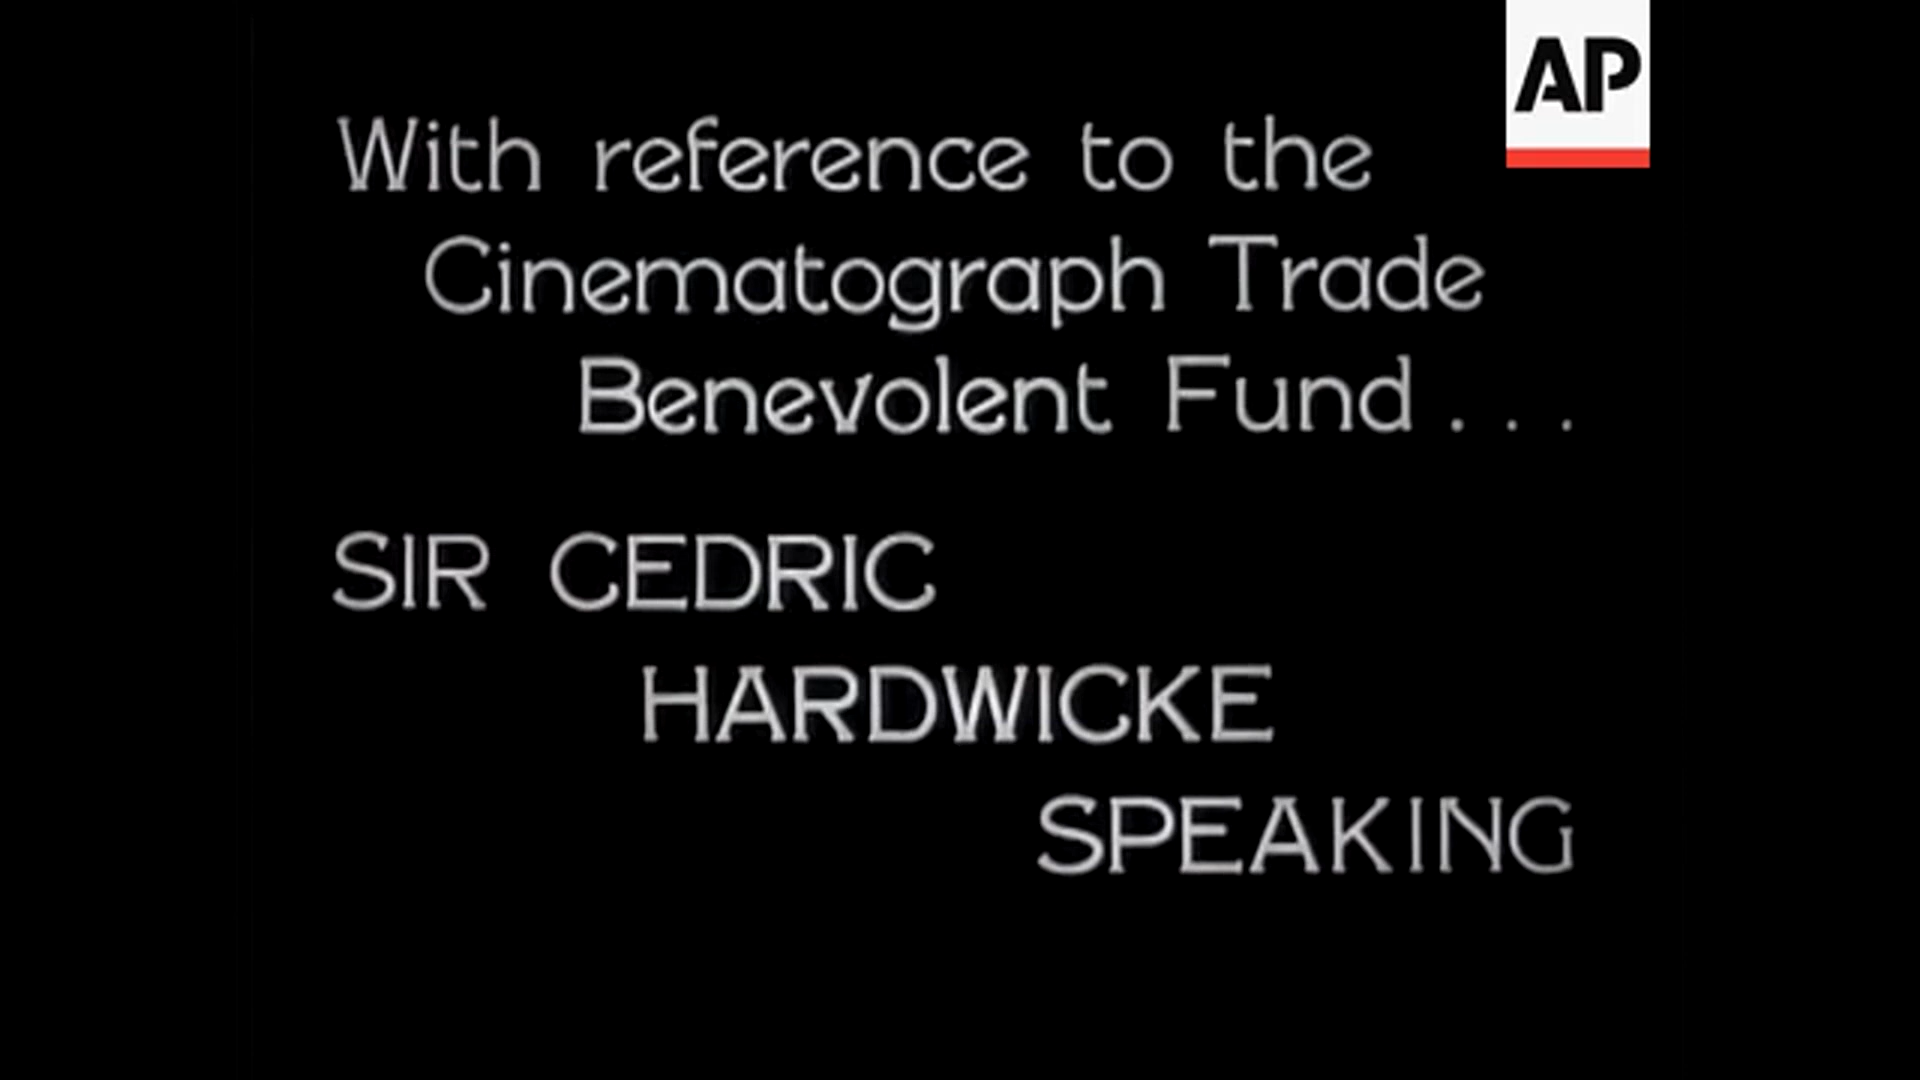 AP
With reference to the
Cinematograph Trade
Benevolent Fund . . .
SIR CEDRIC
HARDWICKE
SPEAKING